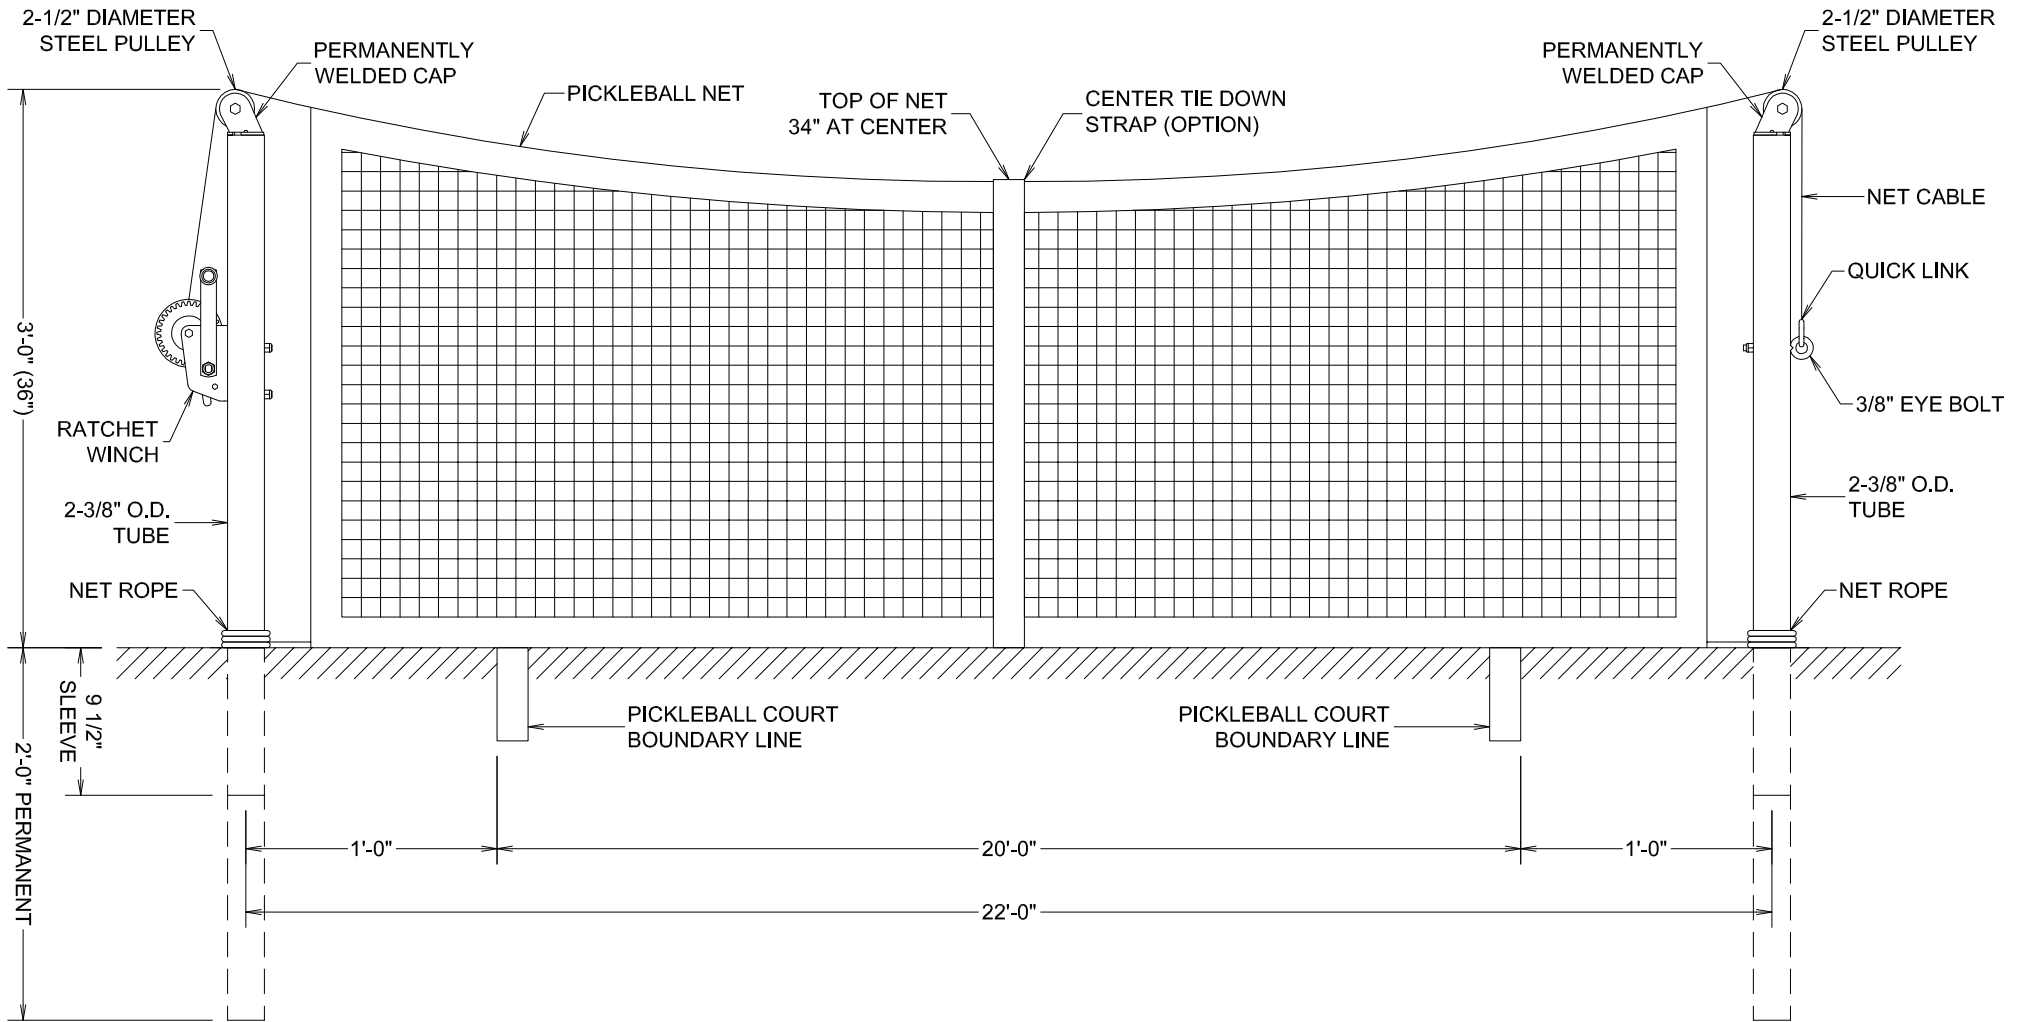 2-1/2" DIAMETER
STEEL PULLEY
PERMANENTLY
WELDED CAP
PICKLEBALL NET
TOP OF NET
34" AT CENTER
CENTER TIE DOWN
STRAP (OPTION)
PERMANENTLY
WELDED CAP
2-1/2" DIAMETER
STEEL PULLEY
NET CABLE
QUICK LINK
3'-0" (36")
3/8" EYE BOLT
RATCHET
WINCH
2-3/8" O.D.
TUBE
2-3/8" O.D.
TUBE
NET ROPE
NET ROPE
9 1/2"
SLEEVE
2'-0" PERMANENT
PICKLEBALL COURT
BOUNDARY LINE
PICKLEBALL COURT
BOUNDARY LINE
1'-0"
20'-0"
1'-0"
22'-0"